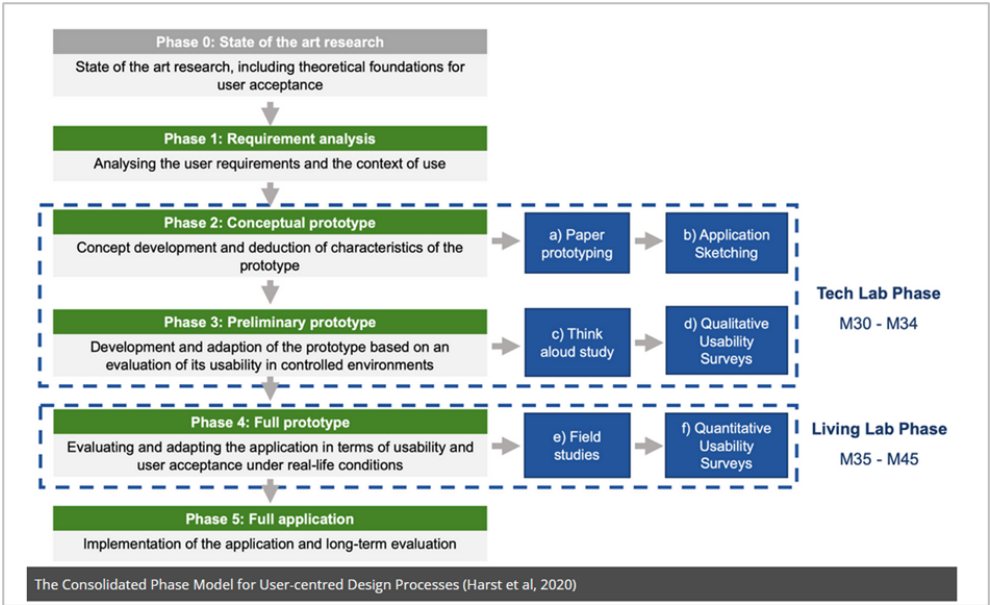 Phase 0: State of the art research
State of the art research, including theoretical foundations for
user acceptance
Phase 1: Requirement analysis
Analysing the user requirements and the context of use
Phase 2: Conceptual prototype
Concept development and deduction of characteristics of the
prototype
a) Paper
prototyping
b) Application
Sketching
Phase 3: Preliminary prototype
Development and adaption of the prototype based on an
evaluation of its usability in controlled environments
c) Think
aloud study
d) Qualitative
Usability
Surveys
Tech Lab Phase
M30 - M34
Phase 4: Full prototype
Evaluating and adapting the application in terms of usability and
user acceptance under real-life conditions
e) Field
studies
f) Quantitative
Usability
Surveys
Living Lab Phase
M35 - M45
Phase 5: Full application
Implementation of the application and long-term evaluation
The Consolidated Phase Model for User-centred Design Processes (Harst et al, 2020)